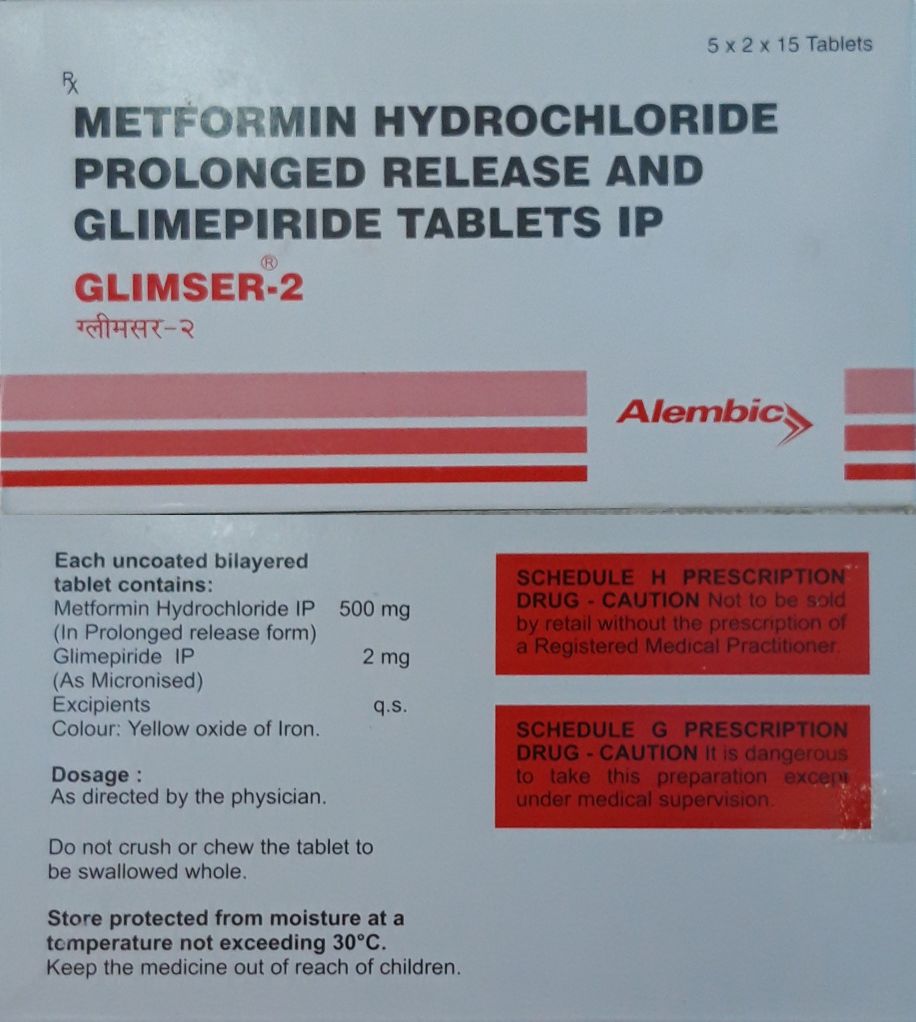 5 x 2 x 15 Tablets
Rx
METFORMIN HYDROCHLORIDE
PROLONGED RELEASE AND
GLIMEPIRIDE TABLETS IP
GLIMSER®-2
ग्लीमसर-२
Alembic
Each uncoated bilayered
tablet contains:
Metformin Hydrochloride IP 500 mg
(In Prolonged release form)
Glimepiride IP 2 mg
(As Micronised)
Excipients q.s.
Colour: Yellow oxide of Iron.
Dosage :
As directed by the physician.
Do not crush or chew the tablet to
be swallowed whole.
Store protected from moisture at a
temperature not exceeding 30°C.
Keep the medicine out of reach of children.
SCHEDULE H PRESCRIPTION
DRUG - CAUTION Not to be sold
by retail without the prescription of
a Registered Medical Practitioner.
SCHEDULE G PRESCRIPTION
DRUG - CAUTION It is dangerous
to take this preparation except
under medical supervision.